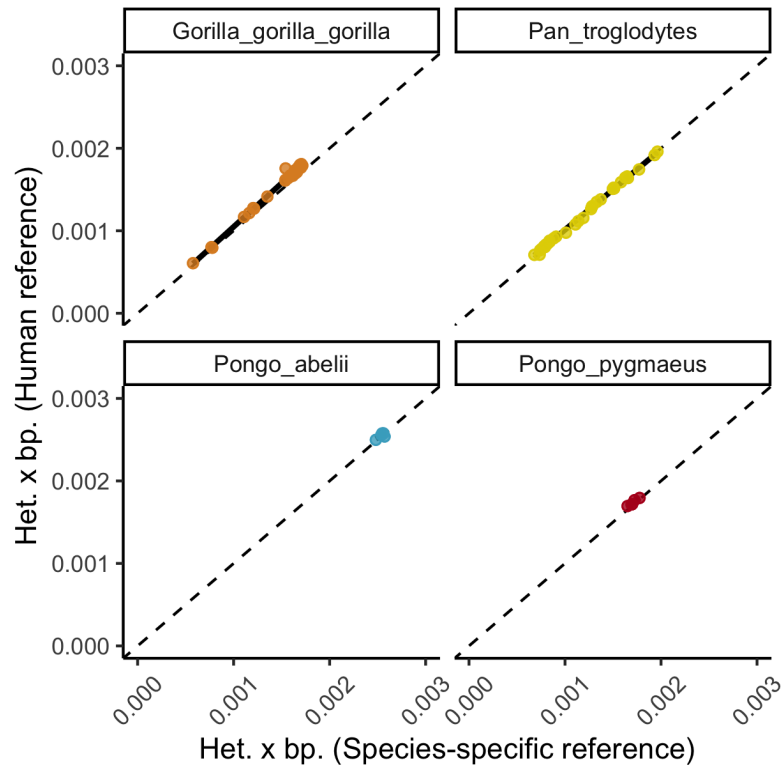 Gorilla_gorilla_gorilla
Pan_troglodytes
0.003
0.002
0.001
0.000
Pongo_abelii
Pongo_pygmaeus
0.003
0.002
0.001
0.000
Het. x bp. (Human reference)
0.000
0.001
0.002
0.003
0.000
0.001
0.002
0.003
Het. x bp. (Species-specific reference)